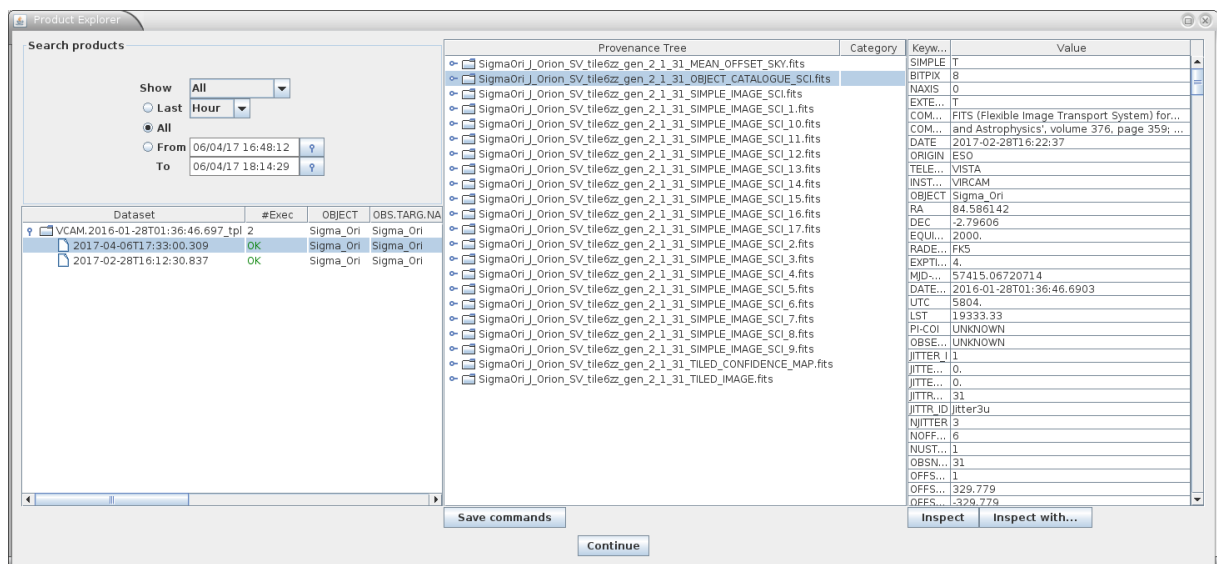 Product Explorer
Search products
Show All
Last Hour
All
From 06/04/17 16:48:12
To 06/04/17 18:14:29
Dataset #Exec OBJECT OBS.TARG.NA
VCAM.2016-01-28T01:36:46.697_tpl 2 Sigma_Ori Sigma_Ori
2017-04-06T17:33:00.309 OK Sigma_Ori Sigma_Ori
2017-02-28T16:12:30.837 OK Sigma_Ori Sigma_Ori
Provenance Tree Category
SigmaOri_J_Orion_SV_tile6zz_gen_2_1_31_MEAN_OFFSET_SKY.fits
SigmaOri_J_Orion_SV_tile6zz_gen_2_1_31_OBJECT_CATALOGUE_SCI.fits
SigmaOri_J_Orion_SV_tile6zz_gen_2_1_31_SIMPLE_IMAGE_SCI.fits
SigmaOri_J_Orion_SV_tile6zz_gen_2_1_31_SIMPLE_IMAGE_SCI_1.fits
SigmaOri_J_Orion_SV_tile6zz_gen_2_1_31_SIMPLE_IMAGE_SCI_10.fits
SigmaOri_J_Orion_SV_tile6zz_gen_2_1_31_SIMPLE_IMAGE_SCI_11.fits
SigmaOri_J_Orion_SV_tile6zz_gen_2_1_31_SIMPLE_IMAGE_SCI_12.fits
SigmaOri_J_Orion_SV_tile6zz_gen_2_1_31_SIMPLE_IMAGE_SCI_13.fits
SigmaOri_J_Orion_SV_tile6zz_gen_2_1_31_SIMPLE_IMAGE_SCI_14.fits
SigmaOri_J_Orion_SV_tile6zz_gen_2_1_31_SIMPLE_IMAGE_SCI_15.fits
SigmaOri_J_Orion_SV_tile6zz_gen_2_1_31_SIMPLE_IMAGE_SCI_16.fits
SigmaOri_J_Orion_SV_tile6zz_gen_2_1_31_SIMPLE_IMAGE_SCI_17.fits
SigmaOri_J_Orion_SV_tile6zz_gen_2_1_31_SIMPLE_IMAGE_SCI_2.fits
SigmaOri_J_Orion_SV_tile6zz_gen_2_1_31_SIMPLE_IMAGE_SCI_3.fits
SigmaOri_J_Orion_SV_tile6zz_gen_2_1_31_SIMPLE_IMAGE_SCI_4.fits
SigmaOri_J_Orion_SV_tile6zz_gen_2_1_31_SIMPLE_IMAGE_SCI_5.fits
SigmaOri_J_Orion_SV_tile6zz_gen_2_1_31_SIMPLE_IMAGE_SCI_6.fits
SigmaOri_J_Orion_SV_tile6zz_gen_2_1_31_SIMPLE_IMAGE_SCI_7.fits
SigmaOri_J_Orion_SV_tile6zz_gen_2_1_31_SIMPLE_IMAGE_SCI_8.fits
SigmaOri_J_Orion_SV_tile6zz_gen_2_1_31_SIMPLE_IMAGE_SCI_9.fits
SigmaOri_J_Orion_SV_tile6zz_gen_2_1_31_TILED_CONFIDENCE_MAP.fits
SigmaOri_J_Orion_SV_tile6zz_gen_2_1_31_TILED_IMAGE.fits
Keyw... Value
SIMPLE T
BITPIX 8
NAXIS 0
EXTE... T
COM... FITS (Flexible Image Transport System) for...
COM... and Astrophysics', volume 376, page 359; ...
DATE 2017-02-28T16:22:37
ORIGIN ESO
TELE... VISTA
INST... VIRCAM
OBJECT Sigma_Ori
RA 84.586142
DEC -2.79606
EQUI... 2000.
RADE... FK5
EXPTI... 4.
MJD-... 57415.06720714
DATE... 2016-01-28T01:36:46.6903
UTC 5804.
LST 19333.33
PI-COI UNKNOWN
OBSE... UNKNOWN
JITTER_I 1
JITTE... 0.
JITTE... 0.
JITTR... 31
JITTR_ID Jitter3u
NJITTER 3
NOFF... 6
NUST... 1
OBSN... 31
OFFS... 1
OFFS... 329.779
OFFS... -329.779
Save commands
Inspect Inspect with...
Continue